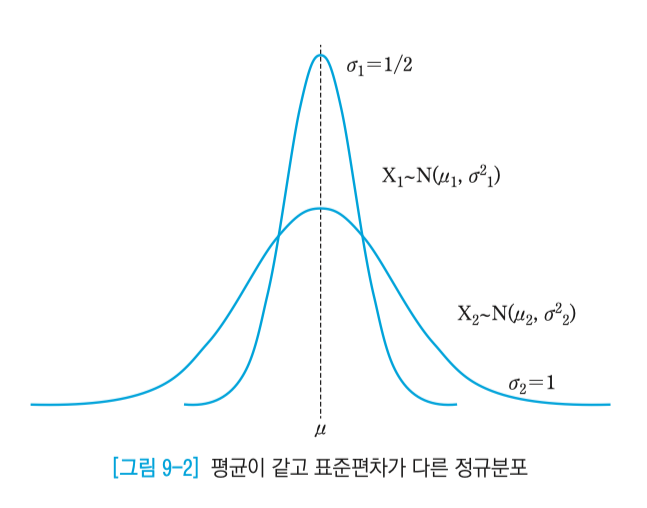 σ₁=1/2
X₁~N(μ₁, σ²₁)
X₂~N(μ₂, σ²₂)
σ₂=1
μ
[그림 9-2] 평균이 같고 표준편차가 다른 정규분포